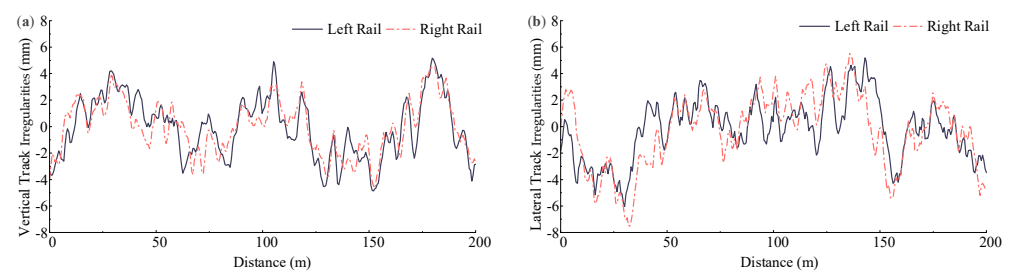 (a)
8
6
4
2
0
-2
-4
-6
-8
Vertical Track Irregularities (mm)
Left Rail
Right Rail
0
50
100
150
200
Distance (m)
(b)
8
6
4
2
0
-2
-4
-6
-8
Lateral Track Irregularities (mm)
Left Rail
Right Rail
0
50
100
150
200
Distance (m)